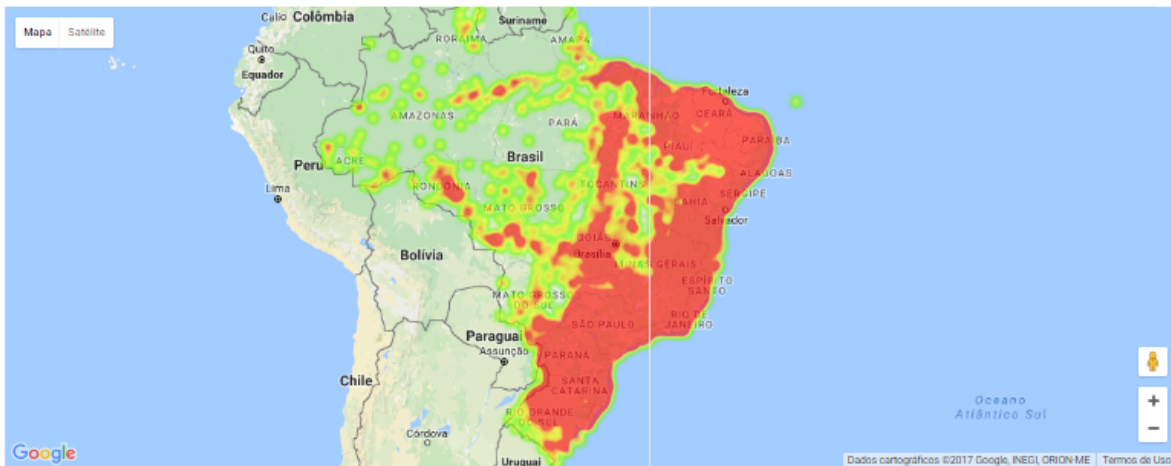 Cali Colômbia
Suriname
Mapa Satélite
RORAIMA AMAPÁ
Quito
Equador
Fortaleza
AMAZONAS PARÁ MARANHÃO CEARÁ
PIAUÍ PARAÍBA
Peru ACRE Brasil
ALAGOAS
Lima RONDÔNIA TOCANTINS
SERGIPE
MATO GROSSO BAHIA
Salvador
GOIÁS
Bolívia Brasília
MINAS GERAIS
ESPÍRITO
SANTO
MATO GROSSO
DO SUL
RIO DE
JANEIRO
SÃO PAULO
Paraguai
Assunção PARANÁ
Chile SANTA
CATARINA
Oceano
Atlântico Sul
RIO GRANDE
DO SUL
Córdova
Google
Uruguai
Dados cartográficos ©2017 Google, INEGI, ORION-ME Termos de Uso